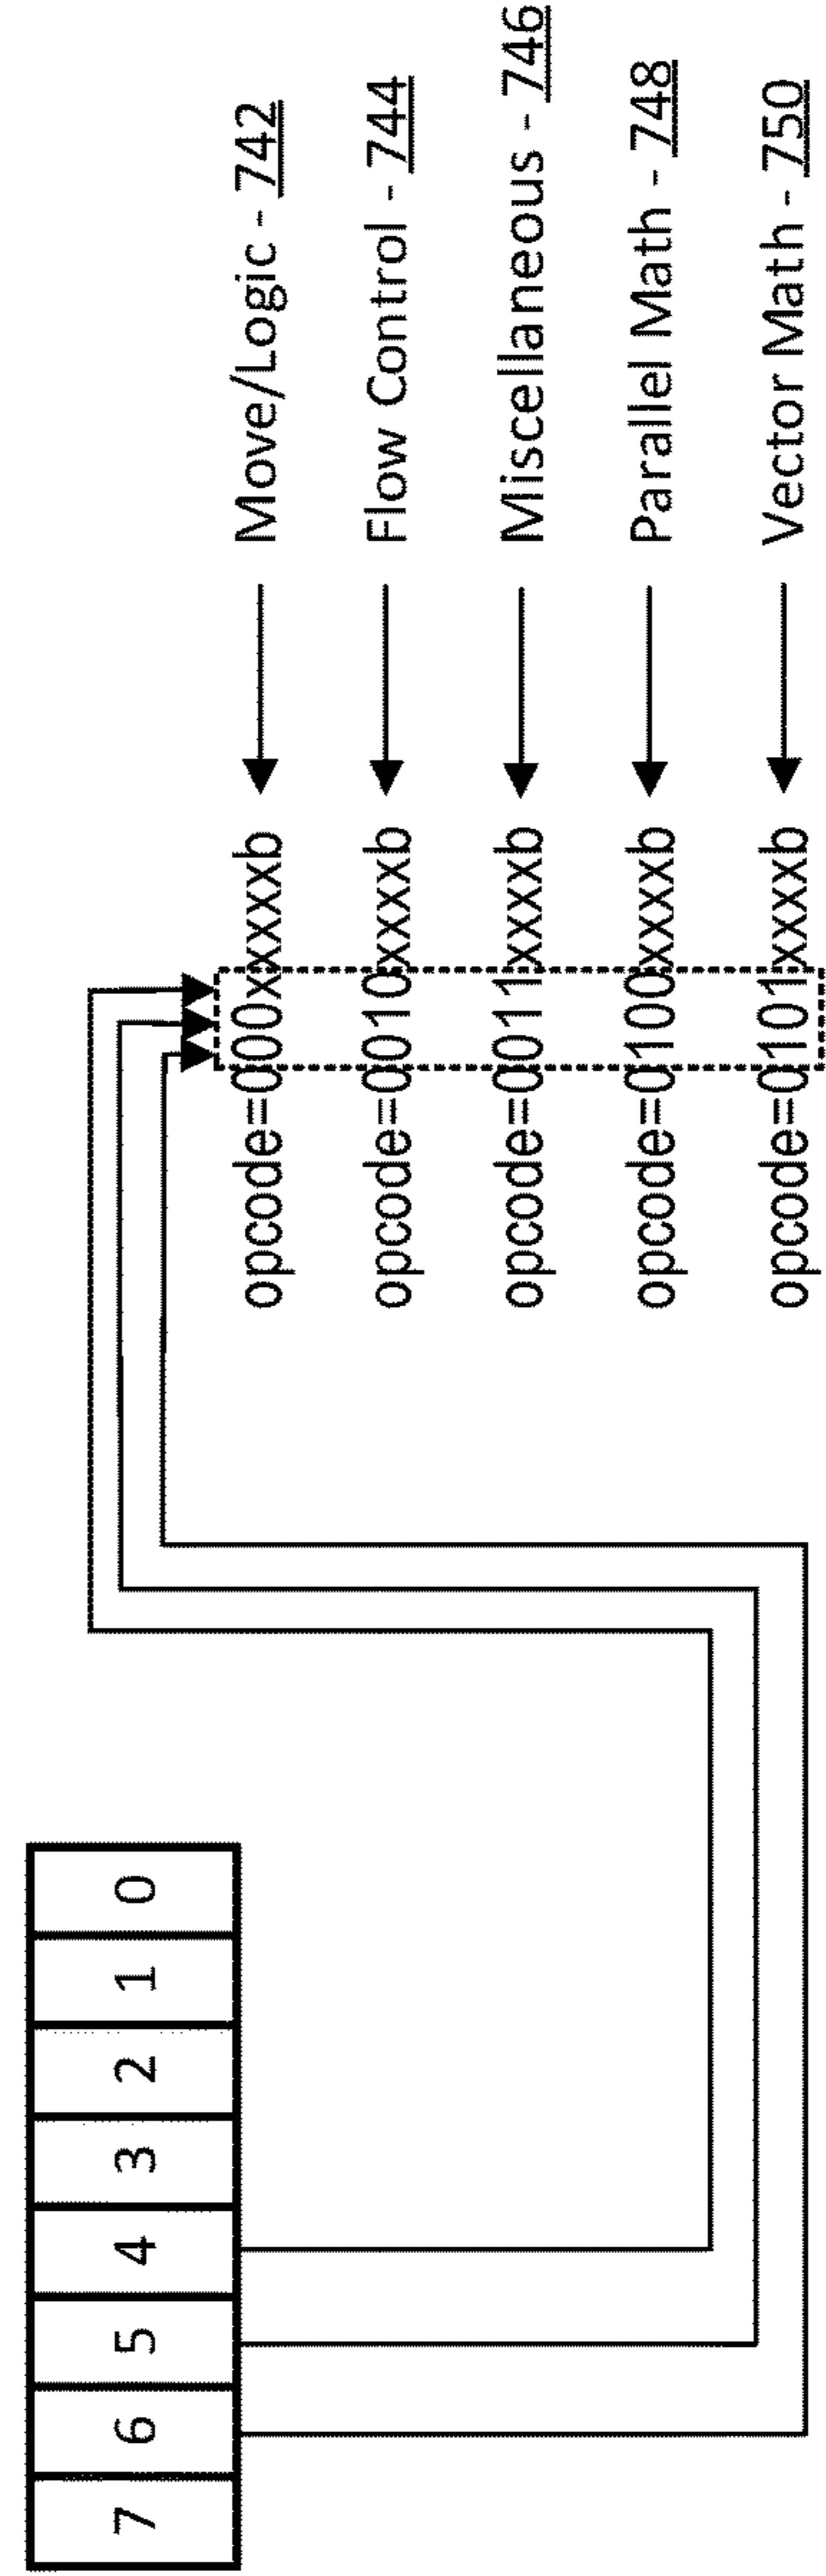 7 6 5 4 3 2 1 0
opcode=000xxxxxb Move/Logic - 742
opcode=0010xxxxb Flow Control - 744
opcode=0011xxxxb Miscellaneous - 746
opcode=0100xxxxb Parallel Math - 748
opcode=0101xxxxb Vector Math - 750